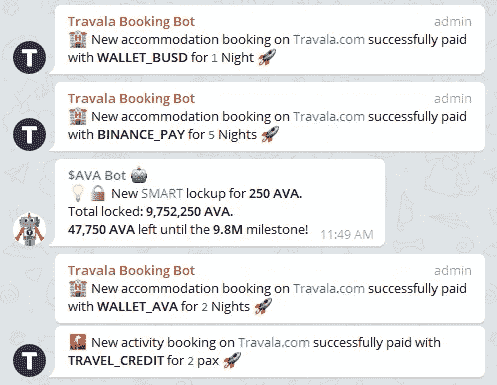 Travala Booking Bot admin
🏨 New accommodation booking on Travala.com successfully paid
with WALLET_BUSD for 1 Night 🚀
Travala Booking Bot admin
🏨 New accommodation booking on Travala.com successfully paid
with BINANCE_PAY for 5 Nights 🚀
$AVA Bot 🤖
💡 🔒 New SMART lockup for 250 AVA.
Total locked: 9,752,250 AVA.
47,750 AVA left until the 9.8M milestone! 11:49 AM
Travala Booking Bot admin
🏨 New accommodation booking on Travala.com successfully paid
with WALLET_AVA for 2 Nights 🚀
New activity booking on Travala.com successfully paid with
TRAVEL_CREDIT for 2 pax 🚀